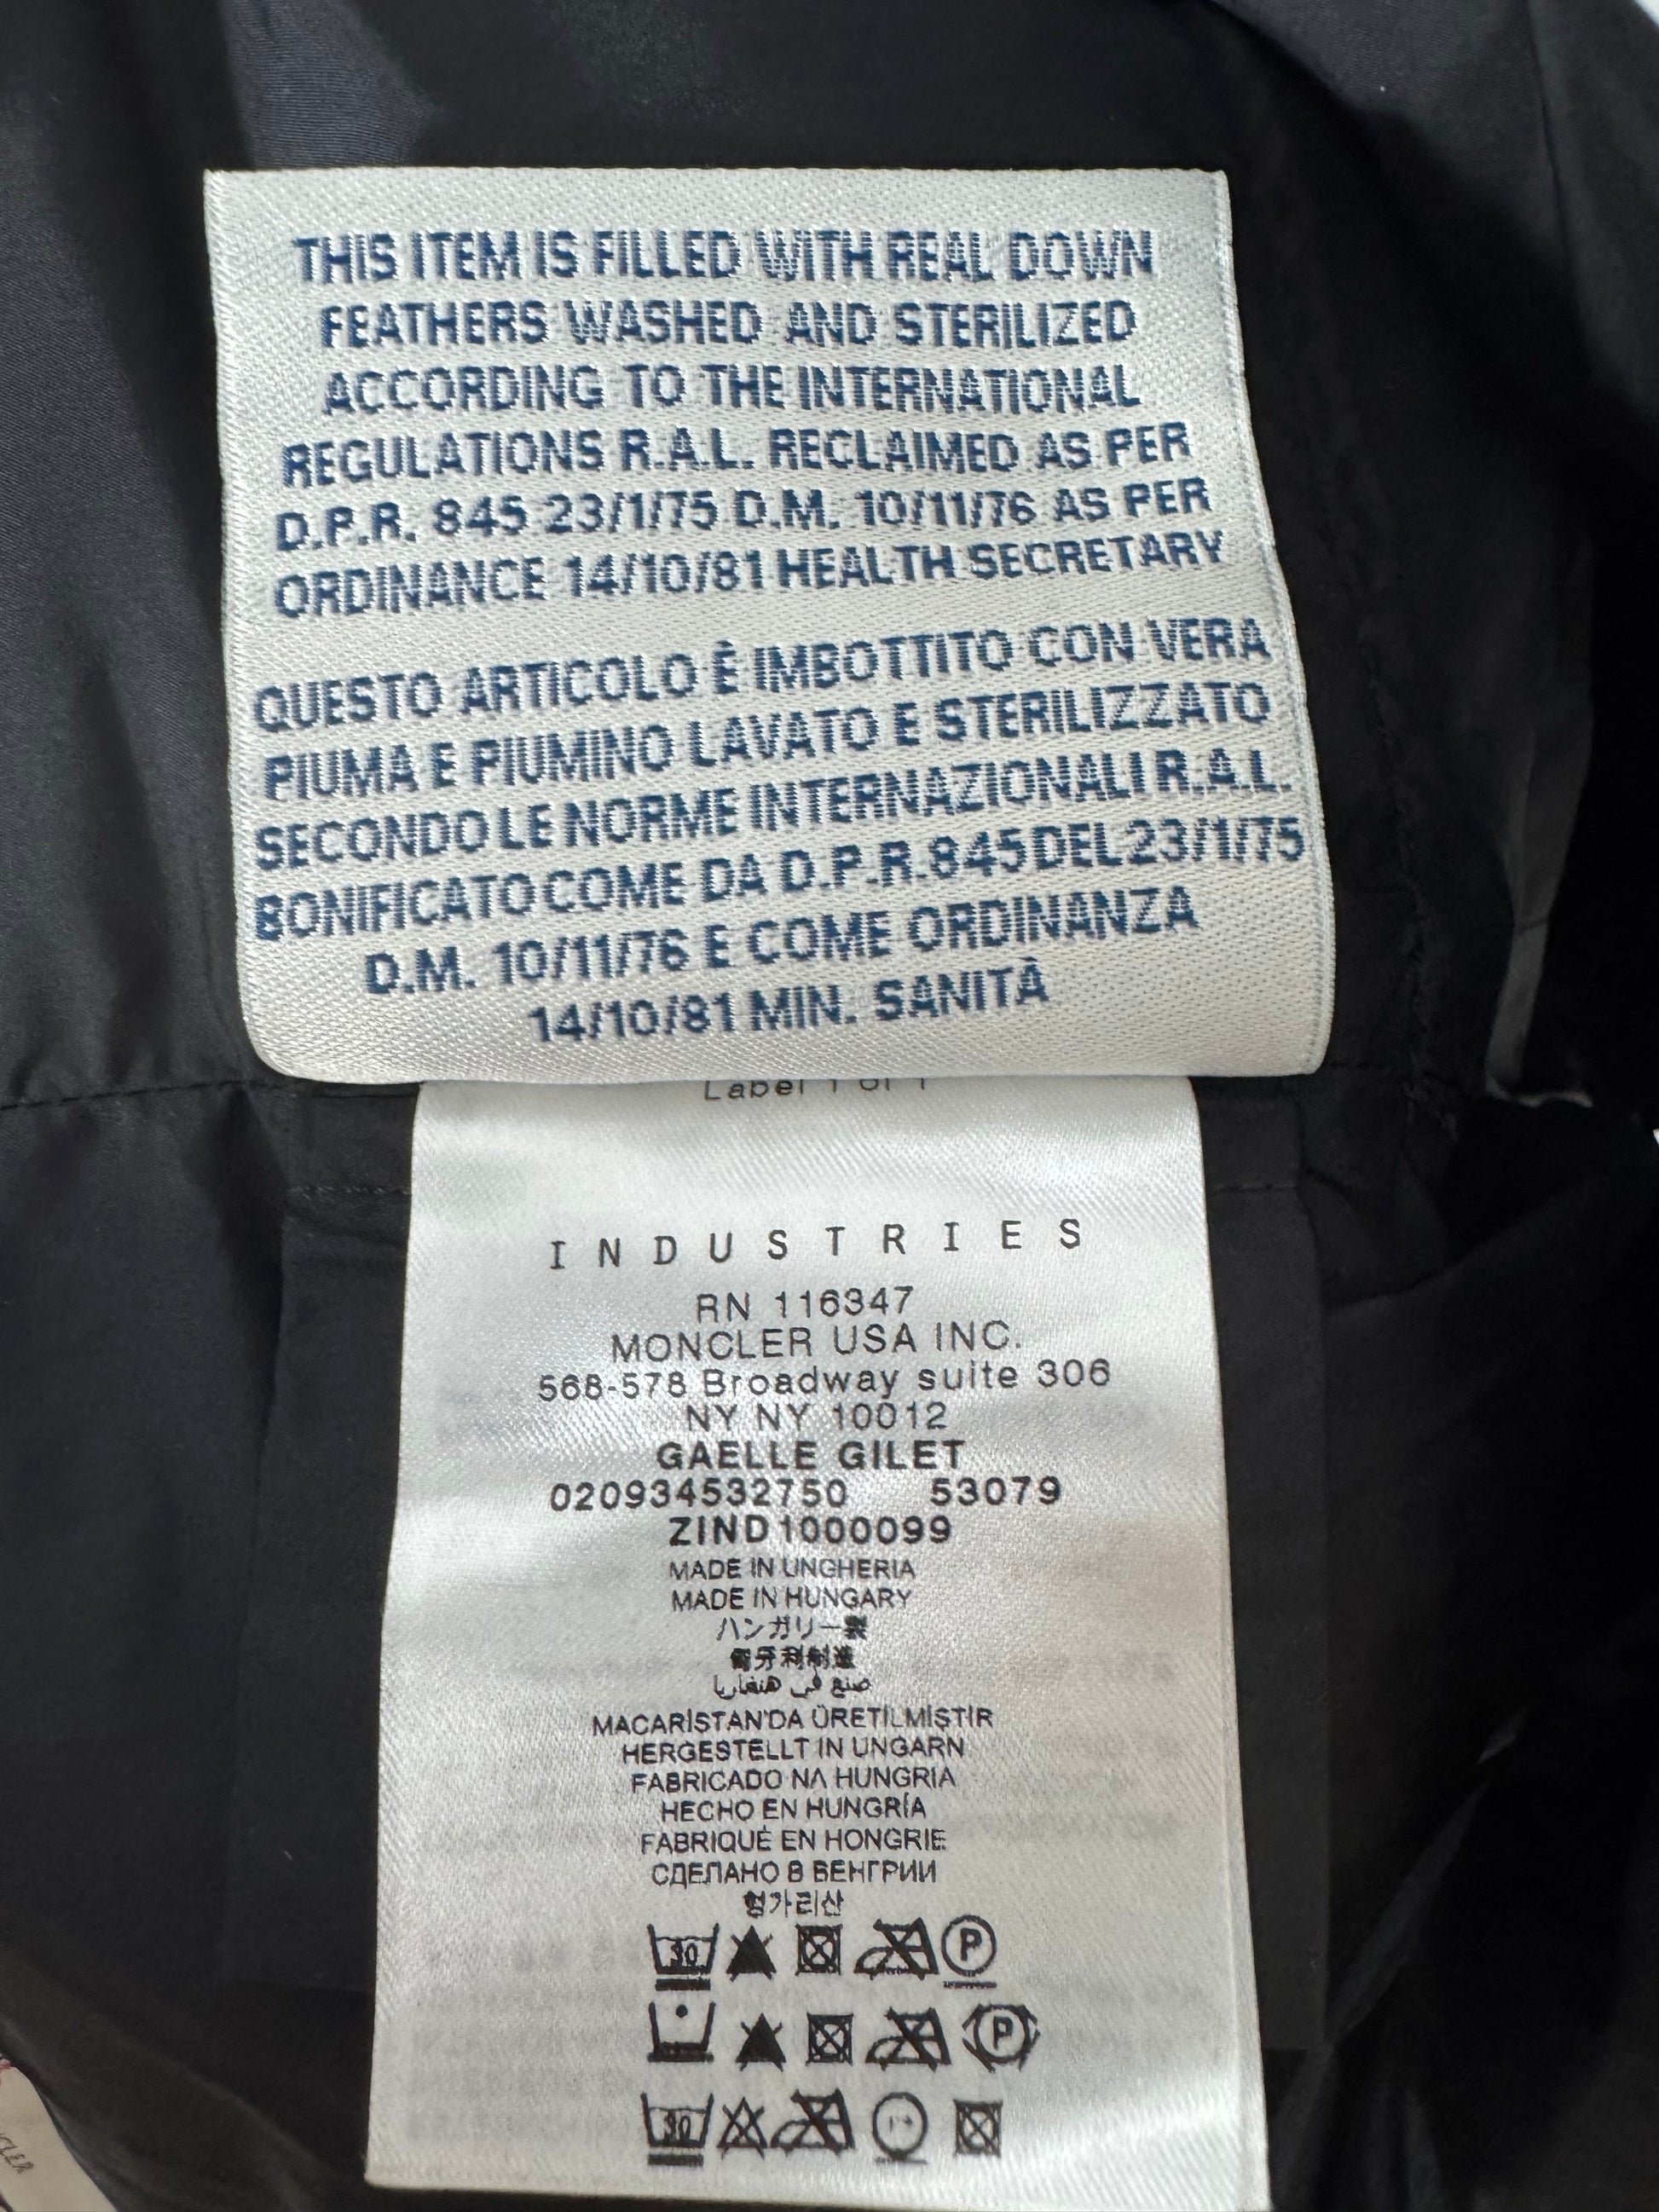 THIS ITEM IS FILLED WITH REAL DOWN
FEATHERS WASHED AND STERILIZED
ACCORDING TO THE INTERNATIONAL
REGULATIONS R.A.L. RECLAIMED AS PER
D.P.R. 845 23/1/75 D.M. 10/11/76 AS PER
ORDINANCE 14/10/81 HEALTH SECRETARY
QUESTO ARTICOLO È IMBOTTITO CON VERA
PIUMA E PIUMINO LAVATO E STERILIZZATO
SECONDO LE NORME INTERNAZIONALI R.A.L.
BONIFICATO COME DA D.P.R. 845 DEL 23/1/75
D.M. 10/11/76 E COME ORDINANZA
14/10/81 MIN. SANITÀ
Label 1 of 1
INDUSTRIES
RN 116347
MONCLER USA INC.
568-578 Broadway suite 306
NY NY 10012
GAELLE GILET
020934532750 53079
ZIND1000099
MADE IN UNGHERIA
MADE IN HUNGARY
ハンガリー製
匈牙利制造
صنع في هنغاريا
MACARİSTAN'DA ÜRETİLMİŞTİR
HERGESTELLT IN UNGARN
FABRICADO NA HUNGRIA
HECHO EN HUNGRÍA
FABRIQUÉ EN HONGRIE
СДЕЛАНО В ВЕНГРИИ
헝가리산
30 P
P
30